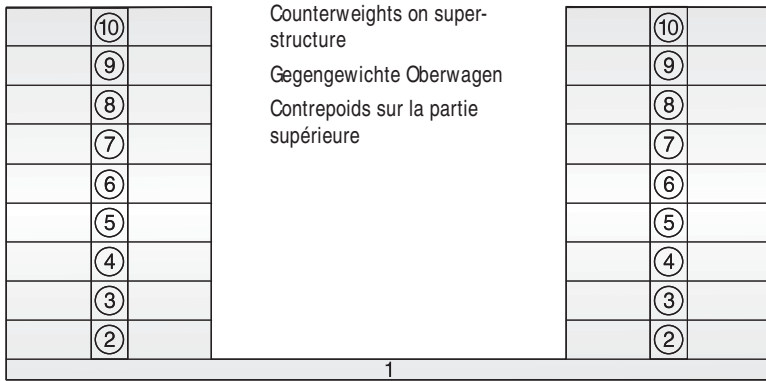 Counterweights on super-
structure
Gegengewichte Oberwagen
Contrepoids sur la partie
supérieure
10 10
9 9
8 8
7 7
6 6
5 5
4 4
3 3
2 2
1